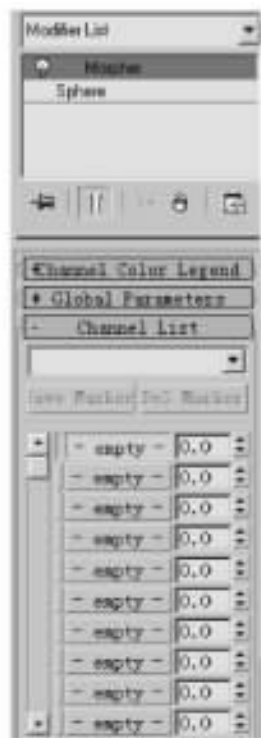 Modifier List
Morpher
Sphere
+Channel Color Legend
+ Global Parameters
- Channel List
Save Marker Del Marker
- empty - 0.0
- empty - 0.0
- empty - 0.0
- empty - 0.0
- empty - 0.0
- empty - 0.0
- empty - 0.0
- empty - 0.0
- empty - 0.0
- empty - 0.0